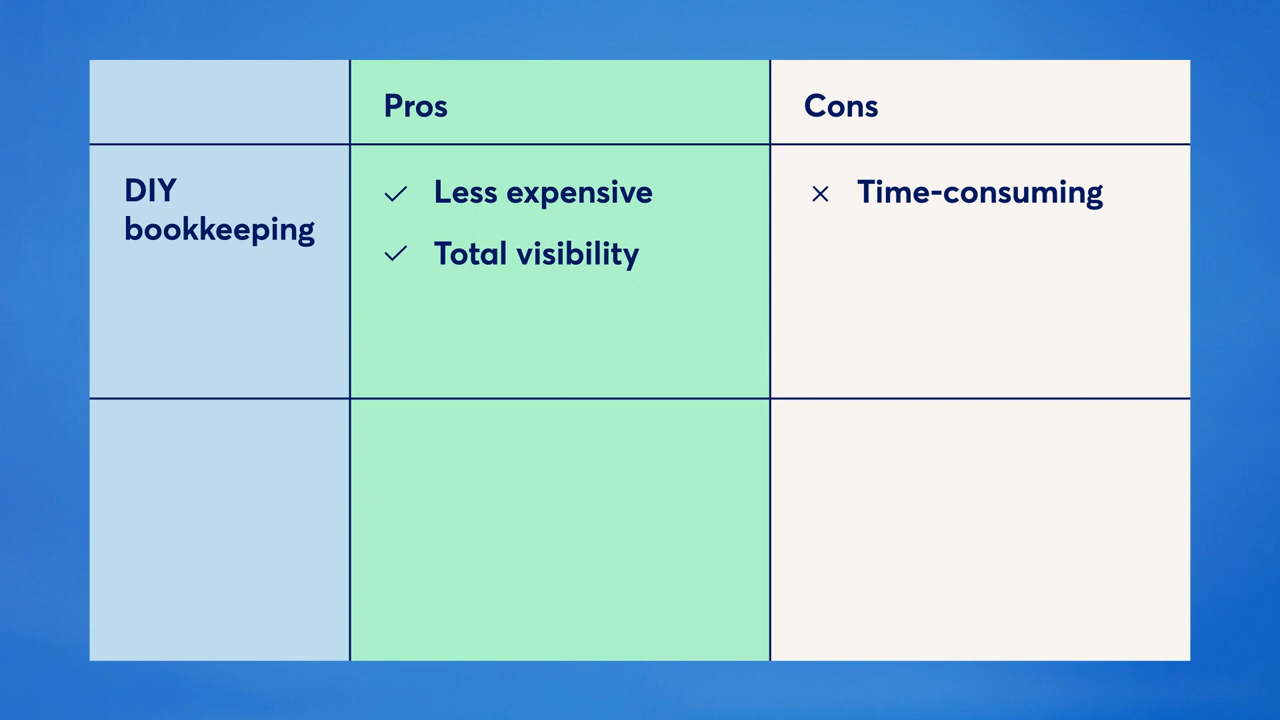 Pros
Cons
DIY
bookkeeping
Less expensive
Total visibility
Time-consuming